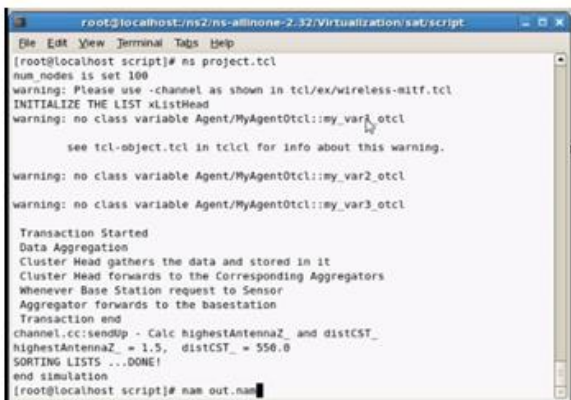 root@localhost:/ns2/ns-allinone-2.32/Virtualization/sat/script
File Edit View Terminal Tabs Help
[root@localhost script]# ns project.tcl
num_nodes is set 100
warning: Please use -channel as shown in tcl/ex/wireless-mitf.tcl
INITIALIZE THE LIST xListHead
warning: no class variable Agent/MyAgentOtcl::my_var1_otcl
see tcl-object.tcl in tclcl for info about this warning.
warning: no class variable Agent/MyAgentOtcl::my_var2_otcl
warning: no class variable Agent/MyAgentOtcl::my_var3_otcl
Transaction Started
Data Aggregation
Cluster Head gathers the data and stored in it
Cluster Head forwards to the Corresponding Aggregators
Whenever Base Station request to Sensor
Aggregator forwards to the basestation
Transaction end
channel.cc:sendUp - Calc highestAntennaZ_ and distCST_
highestAntennaZ_ = 1.5, distCST_ = 550.0
SORTING LISTS ...DONE!
end simulation
[root@localhost script]# nam out.nam